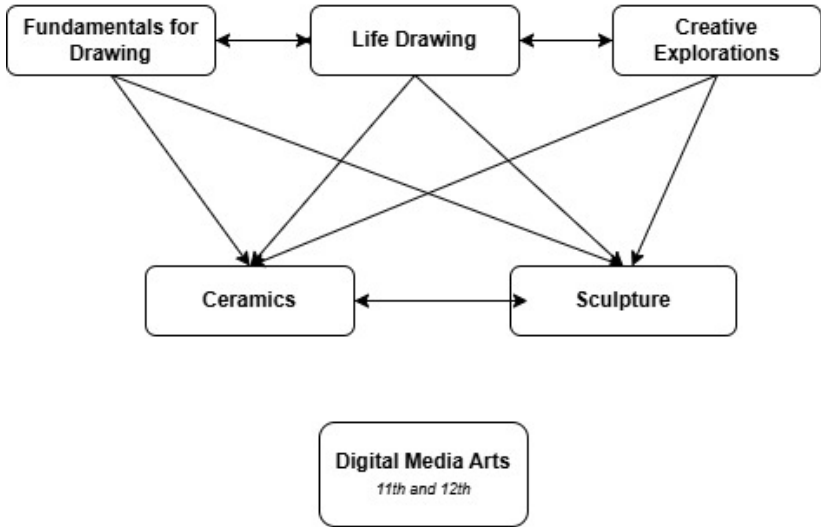 Fundamentals for
Drawing
Life Drawing
Creative
Explorations
Ceramics
Sculpture
Digital Media Arts
11th and 12th